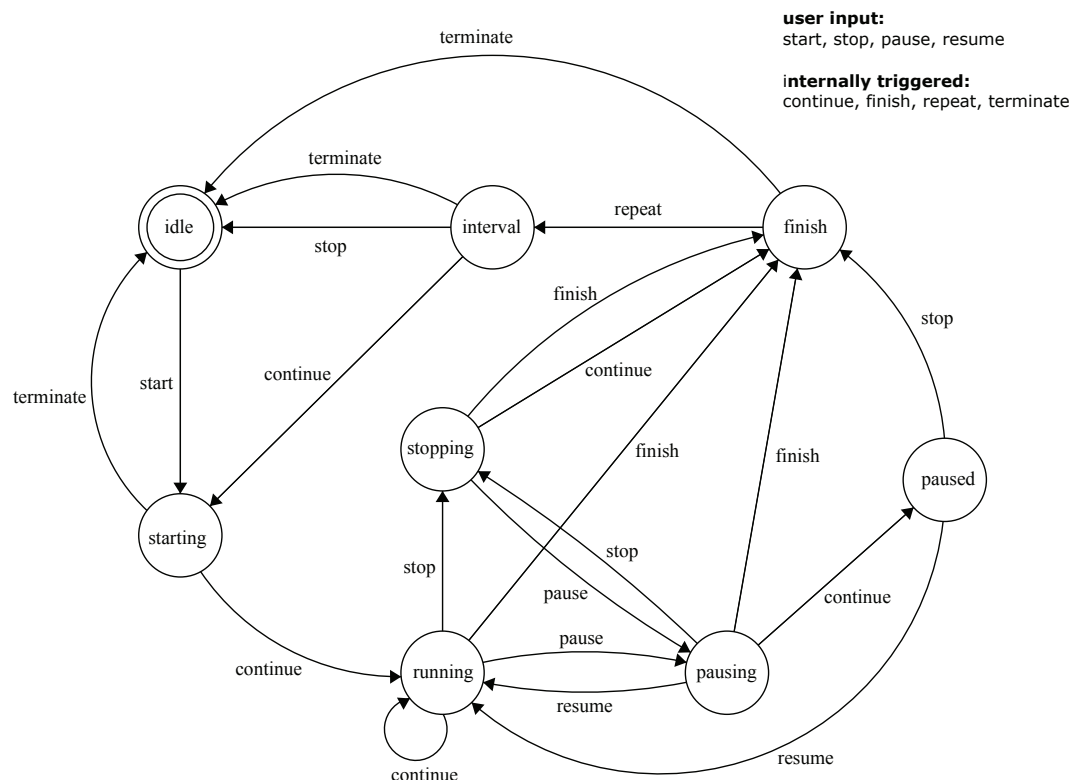 user input:
start, stop, pause, resume
internally triggered:
continue, finish, repeat, terminate
terminate
terminate
idle
interval
repeat
finish
stop
finish
stop
continue
continue
start
terminate
stopping
finish
finish
paused
starting
stop
stop
pause
continue
pause
continue
running
pausing
resume
resume
continue